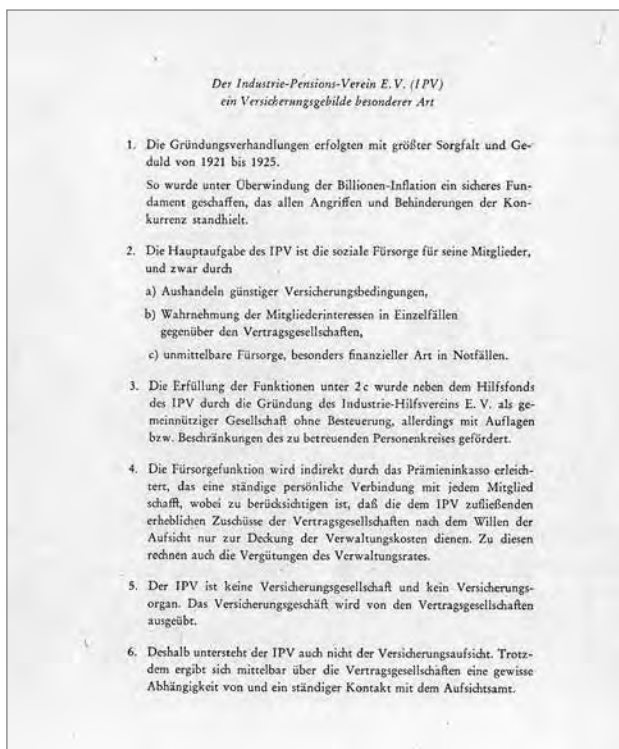 Der Industrie-Pensions-Verein E. V. (IPV)
ein Versicherungsgebilde besonderer Art
1. Die Gründungsverhandlungen erfolgten mit größter Sorgfalt und Ge-
duld von 1921 bis 1925.
So wurde unter Überwindung der Billionen-Inflation ein sicheres Fun-
dament geschaffen, das allen Angriffen und Behinderungen der Kon-
kurrenz standhielt.
2. Die Hauptaufgabe des IPV ist die soziale Fürsorge für seine Mitglieder,
und zwar durch
a) Aushandeln günstiger Versicherungsbedingungen,
b) Wahrnehmung der Mitgliederinteressen in Einzelfällen
gegenüber den Vertragsgesellschaften,
c) unmittelbare Fürsorge, besonders finanzieller Art in Notfällen.
3. Die Erfüllung der Funktionen unter 2c wurde neben dem Hilfsfonds
des IPV durch die Gründung des Industrie-Hilfsvereins E. V. als ge-
meinnütziger Gesellschaft ohne Besteuerung, allerdings mit Auflagen
bzw. Beschränkungen des zu betreuenden Personenkreises gefördert.
4. Die Fürsorgefunktion wird indirekt durch das Prämieninkasso erleich-
tert, das eine ständige persönliche Verbindung mit jedem Mitglied
schafft, wobei zu berücksichtigen ist, daß die dem IPV zufließenden
erheblichen Zuschüsse der Vertragsgesellschaften nach dem Willen der
Aufsicht nur zur Deckung der Verwaltungskosten dienen. Zu diesen
rechnen auch die Vergütungen des Verwaltungsrates.
5. Der IPV ist keine Versicherungsgesellschaft und kein Versicherungs-
organ. Das Versicherungsgeschäft wird von den Vertragsgesellschaften
ausgeübt.
6. Deshalb untersteht der IPV auch nicht der Versicherungsaufsicht. Trotz-
dem ergibt sich mittelbar über die Vertragsgesellschaften eine gewisse
Abhängigkeit von und ein ständiger Kontakt mit dem Aufsichtsamt.